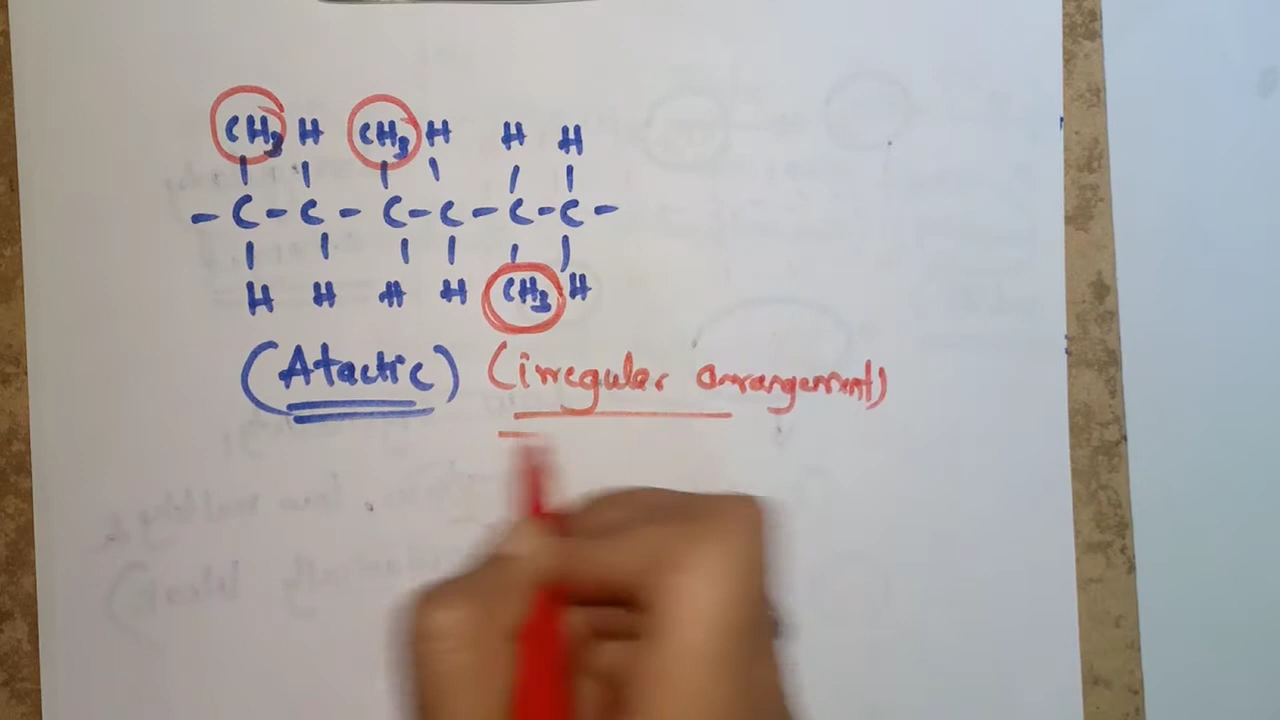 CH3 H CH3 H H H
- C - C - C - C - C - C -
H H H H CH3 H
(Atactic) (irregular arrangement)